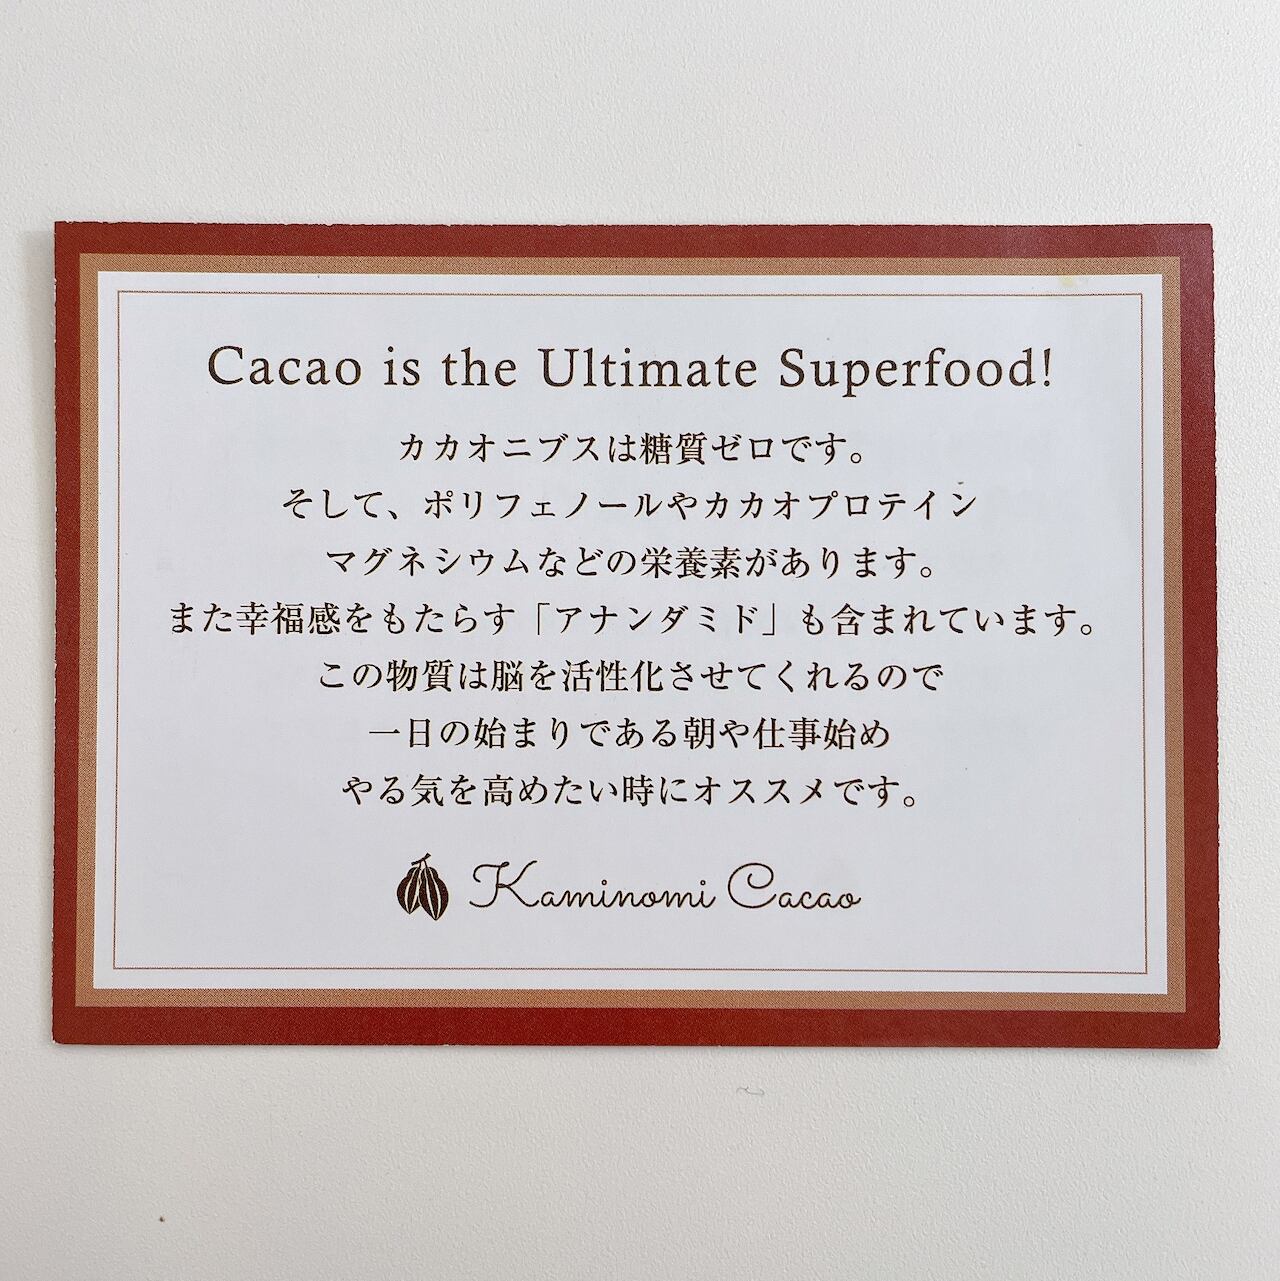 Cacao is the Ultimate Superfood!
カカオニブスは糖質ゼロです。
そして、ポリフェノールやカカオプロテイン
マグネシウムなどの栄養素があります。
また幸福感をもたらす「アナンダミド」も含まれています。
この物質は脳を活性化させてくれるので
一日の始まりである朝や仕事始め
やる気を高めたい時にオススメです。
Kaminomi Cacao